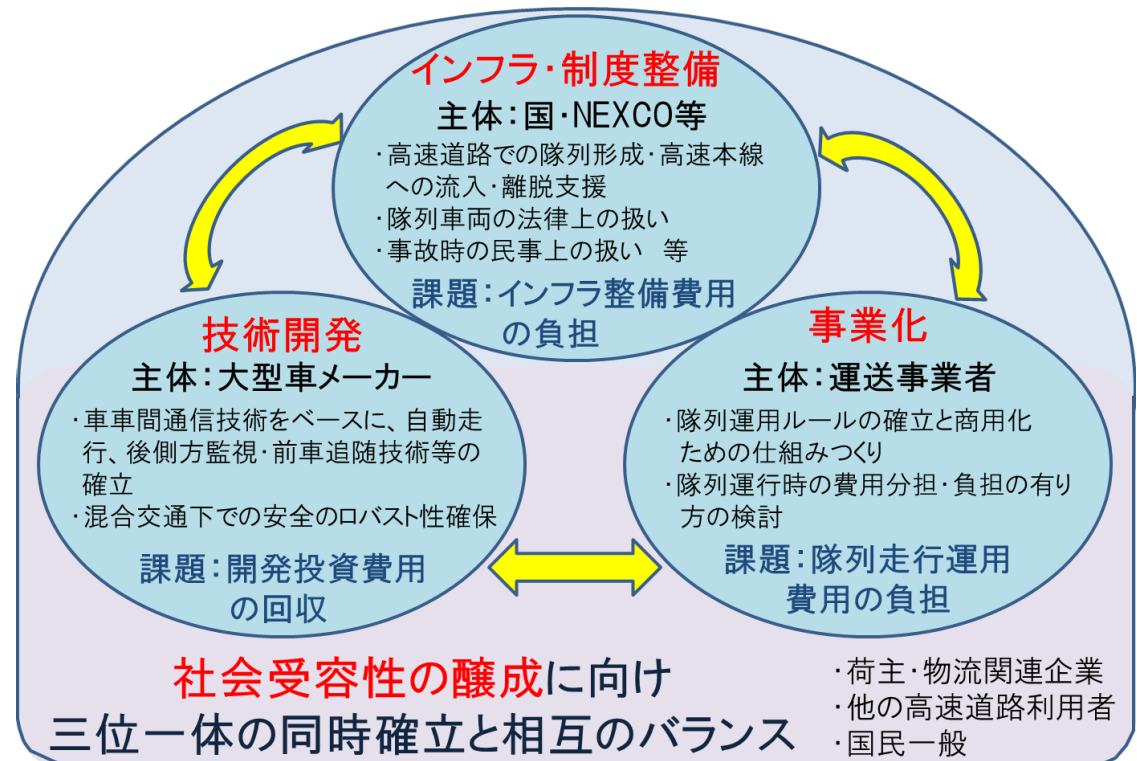 インフラ・制度整備
主体：国・NEXCO等
・高速道路での隊列形成・高速本線
への流入・離脱支援
・隊列車両の法律上の扱い
・事故時の民事上の扱い　等
課題：インフラ整備費用
の負担
技術開発
主体：大型車メーカー
・車車間通信技術をベースに、自動走
行、後側方監視・前車追随技術等の
確立
・混合交通下での安全のロバスト性確保
課題：開発投資費用
の回収
事業化
主体：運送事業者
・隊列運用ルールの確立と商用化
ための仕組みつくり
・隊列運行時の費用分担・負担の有り
方の検討
課題：隊列走行運用
費用の負担
社会受容性の醸成に向け
三位一体の同時確立と相互のバランス
・荷主・物流関連企業
・他の高速道路利用者
・国民一般